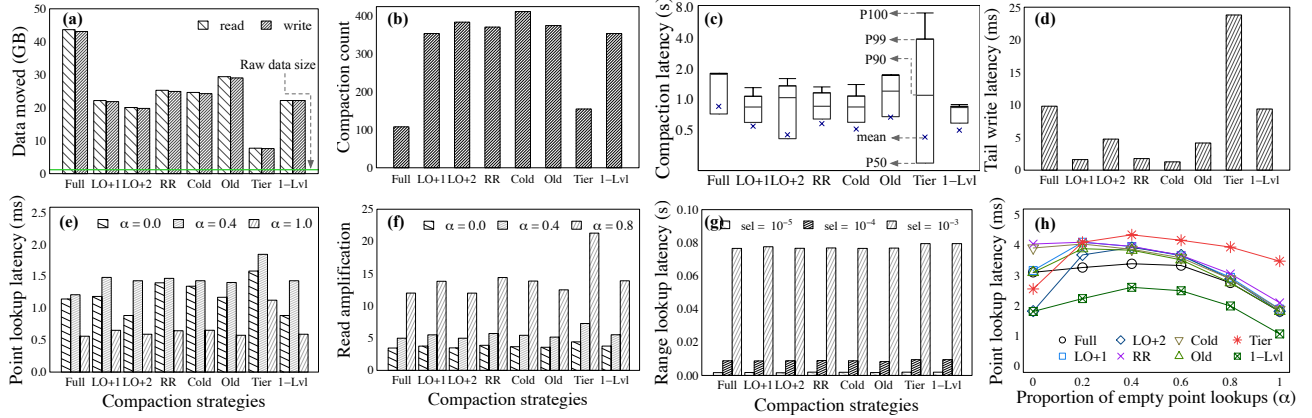 (a)
read
write
Raw data size
Data moved (GB)
50
40
30
20
10
0
Full LO+1 LO+2 RR Cold Old Tier 1−Lvl
(b)
Compaction count
400
300
200
100
0
Full LO+1 LO+2 RR Cold Old Tier 1−Lvl
(c)
Compaction latency (s)
8.0
4.0
2.0
1.0
0.5
P100
P99
P90
mean
P50
Full LO+1 LO+2 RR Cold Old Tier 1−Lvl
(d)
Tail write latency (ms)
25
20
15
10
5
0
Full LO+1 LO+2 RR Cold Old Tier 1−Lvl
(e)
α = 0.0
α = 0.4
α = 1.0
Point lookup latency (ms)
2.5
2.0
1.5
1.0
0.5
0.0
Full LO+1 LO+2 RR Cold Old Tier 1−Lvl
Compaction strategies
(f)
α = 0.0
α = 0.4
α = 0.8
Read amplification
25
20
15
10
5
0
Full LO+1 LO+2 RR Cold Old Tier 1−Lvl
Compaction strategies
(g)
sel = 10⁻⁵
sel = 10⁻⁴
sel = 10⁻³
Range lookup latency (s)
0.10
0.08
0.06
0.04
0.02
0.00
Full LO+1 LO+2 RR Cold Old Tier 1−Lvl
Compaction strategies
(h)
Point lookup latency (ms)
5
4
3
2
1
0
Full LO+2 Cold Tier
LO+1 RR Old 1−Lvl
0 0.2 0.4 0.6 0.8 1
Proportion of empty point lookups (α)